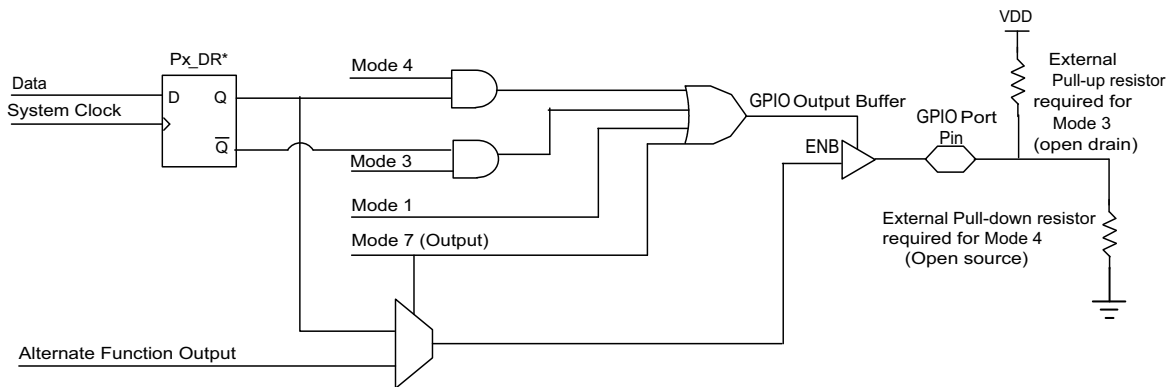 VDD
Px_DR*
Mode 4
External
Pull-up resistor
required for
Mode 3
(open drain)
Data
D Q
System Clock
GPIO Output Buffer
GPIO Port
Pin
Q
ENB
Mode 3
Mode 1
External Pull-down resistor
required for Mode 4
(Open source)
Mode 7 (Output)
Alternate Function Output